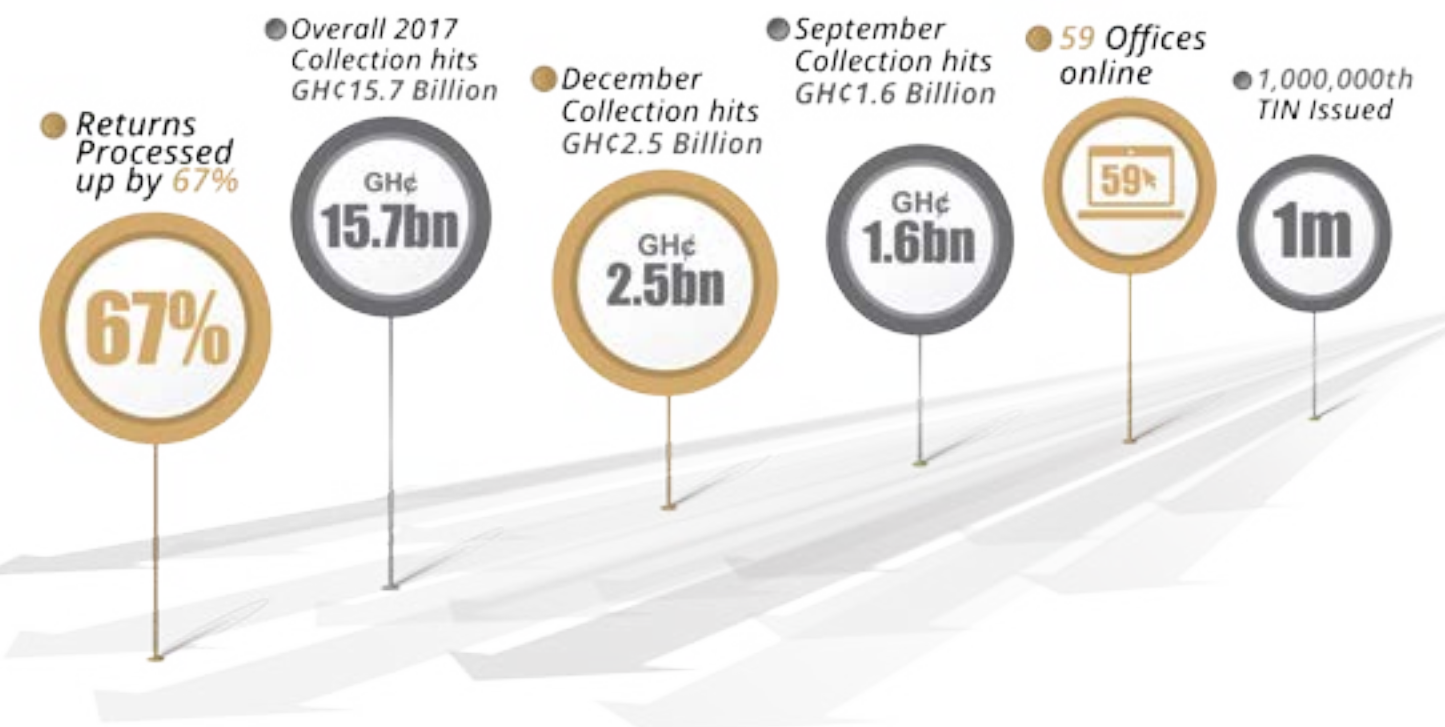 Returns
Processed
up by 67%
67%
Overall 2017
Collection hits
GH¢15.7 Billion
GH¢
15.7bn
December
Collection hits
GH¢2.5 Billion
GH¢
2.5bn
September
Collection hits
GH¢1.6 Billion
GH¢
1.6bn
59 Offices
online
59
1,000,000th
TIN Issued
1m